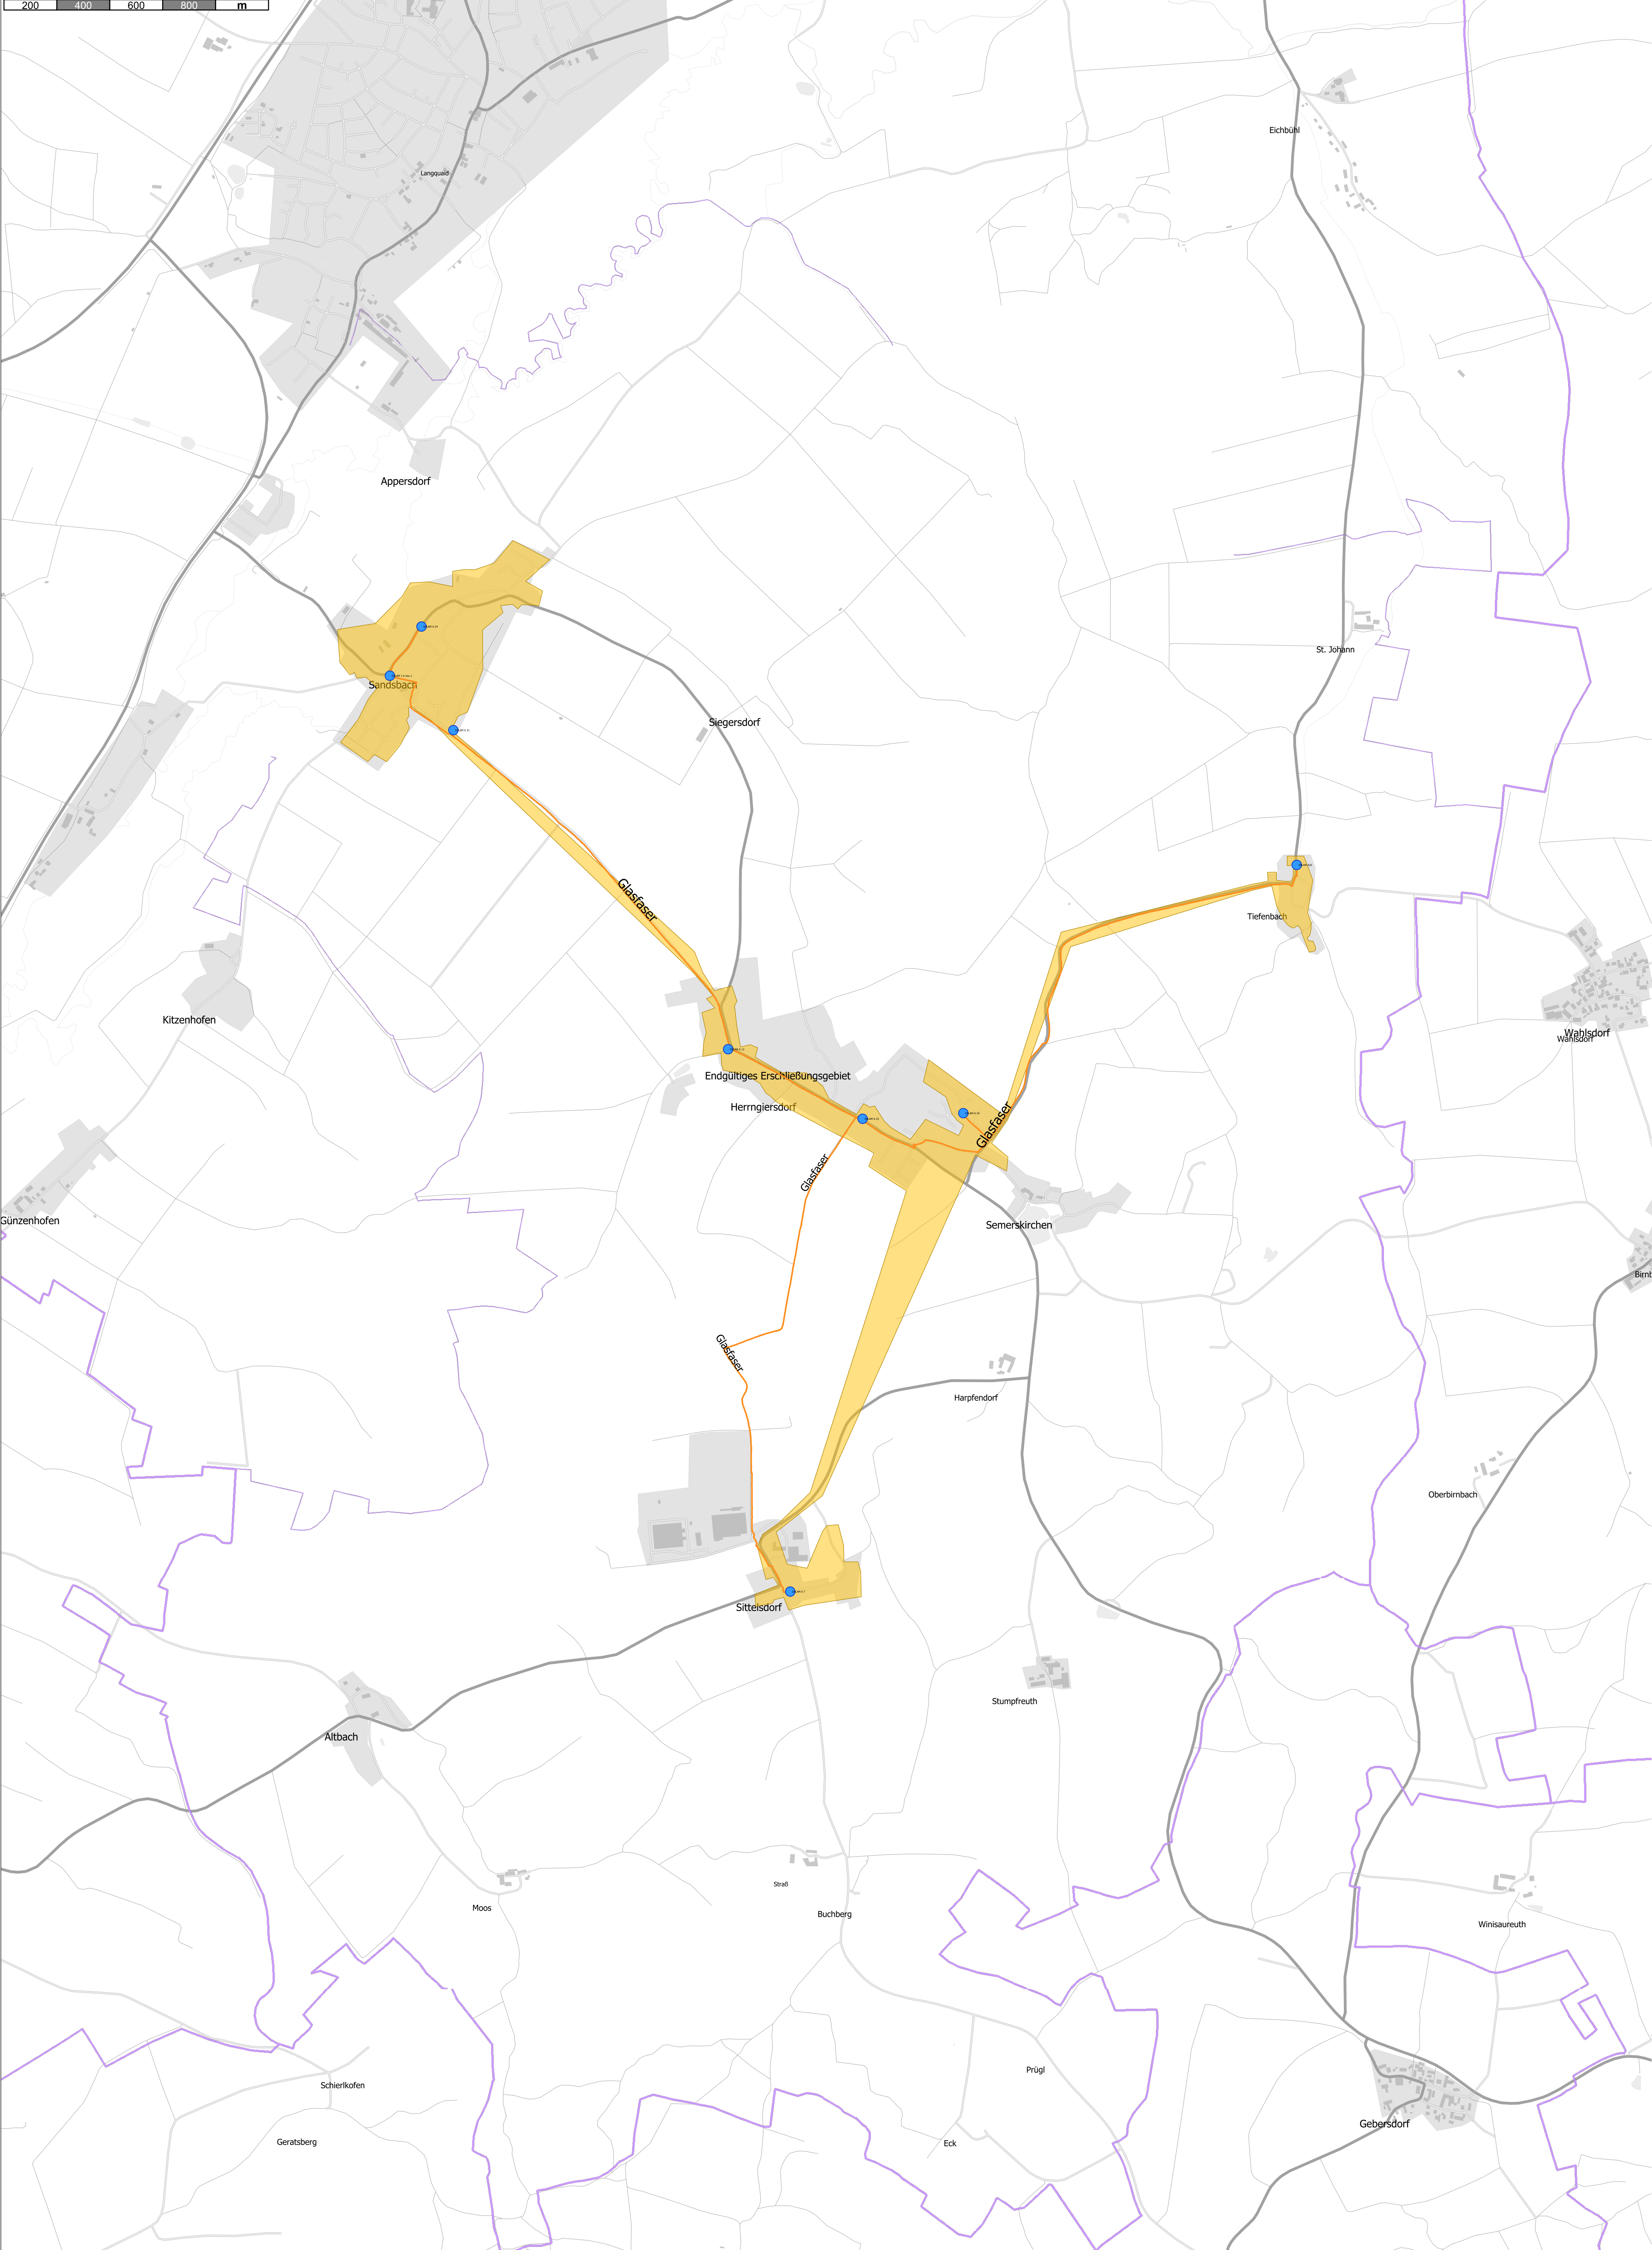 200 400 600 800 m
Eichbühl
Langquaid
Appersdorf
St. Johann
Sandsbach
Siegersdorf
Glasfaser
Tiefenbach
Kitzenhofen
Wahlsdorf
Wahlsdorf
Endgültiges Erschließungsgebiet
Herrngiersdorf
Glasfaser
Glasfaser
Günzenhofen
Semerskirchen
Birnb
Glasfaser
Harpfendorf
Oberbirnbach
Sittelsdorf
Stumpfreuth
Altbach
Straß
Moos
Buchberg
Winisaureuth
Prügl
Schierlkofen
Gebersdorf
Geratsberg
Eck